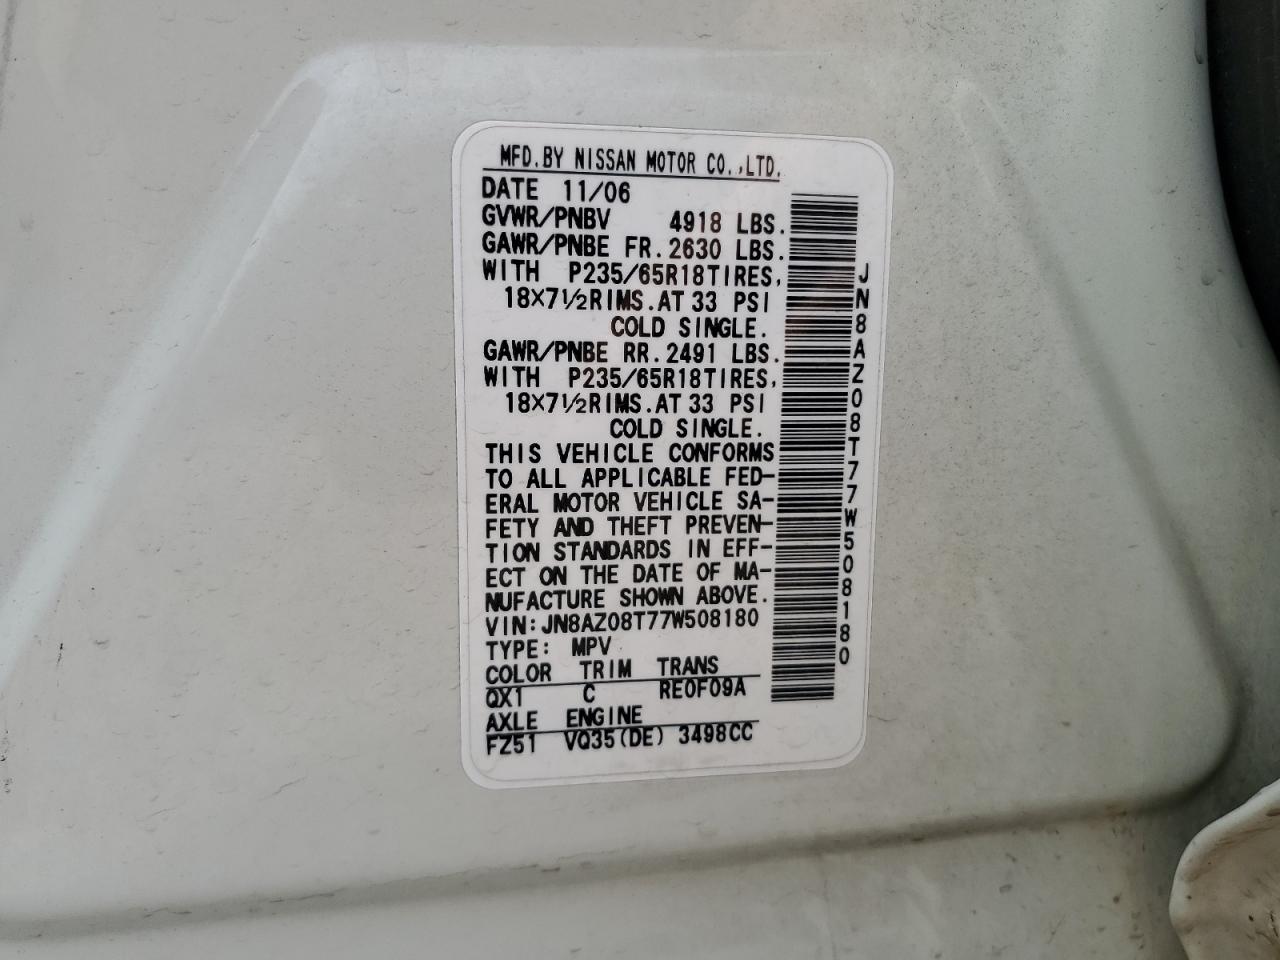 MFD.BY NISSAN MOTOR CO.,LTD.
DATE 11/06
GVWR/PNBV 4918 LBS.
GAWR/PNBE FR.2630 LBS.
WITH P235/65R18TIRES,
18X7½RIMS.AT 33 PSI
COLD SINGLE.
GAWR/PNBE RR.2491 LBS.
WITH P235/65R18TIRES,
18X7½RIMS.AT 33 PSI
COLD SINGLE.
THIS VEHICLE CONFORMS
TO ALL APPLICABLE FED-
ERAL MOTOR VEHICLE SA-
FETY AND THEFT PREVEN-
TION STANDARDS IN EFF-
ECT ON THE DATE OF MA-
NUFACTURE SHOWN ABOVE.
VIN:JN8AZ08T77W508180
TYPE: MPV
COLOR TRIM TRANS
QX1 C RE0F09A
AXLE ENGINE
FZ51 VQ35(DE) 3498CC
JN8AZ08T77W508180